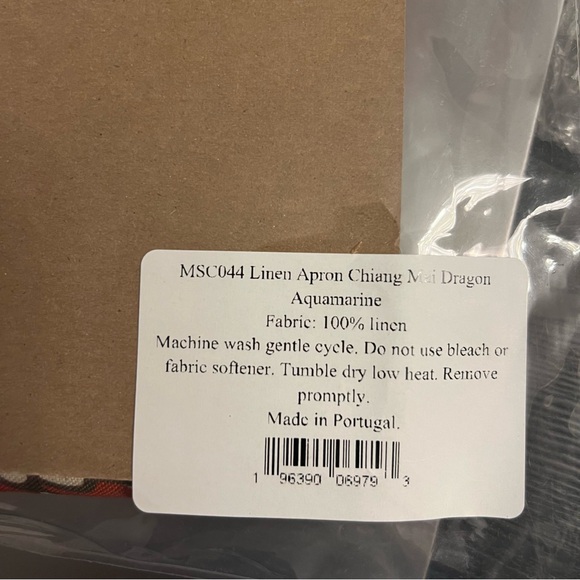 MSC044 Linen Apron Chiang Mai Dragon
Aquamarine
Fabric: 100% linen
Machine wash gentle cycle. Do not use bleach or
fabric softener. Tumble dry low heat. Remove
promptly.
Made in Portugal.
1 96390 06979 3